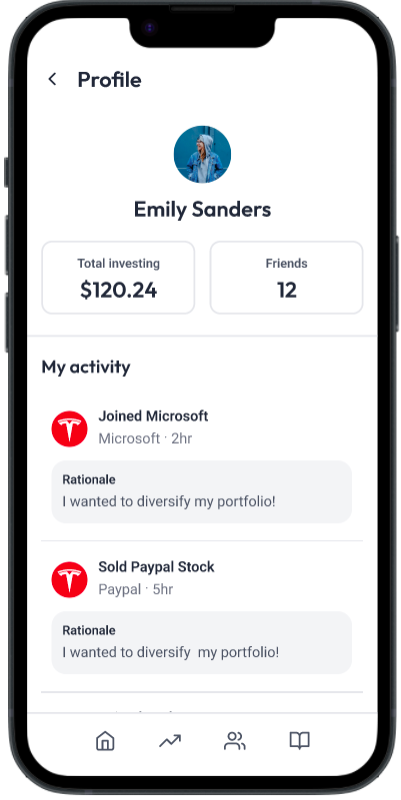 Profile
Emily Sanders
Total investing
$120.24
Friends
12
My activity
Joined Microsoft
Microsoft · 2hr
Rationale
I wanted to diversify my portfolio!
Sold Paypal Stock
Paypal · 5hr
Rationale
I wanted to diversify  my portfolio!